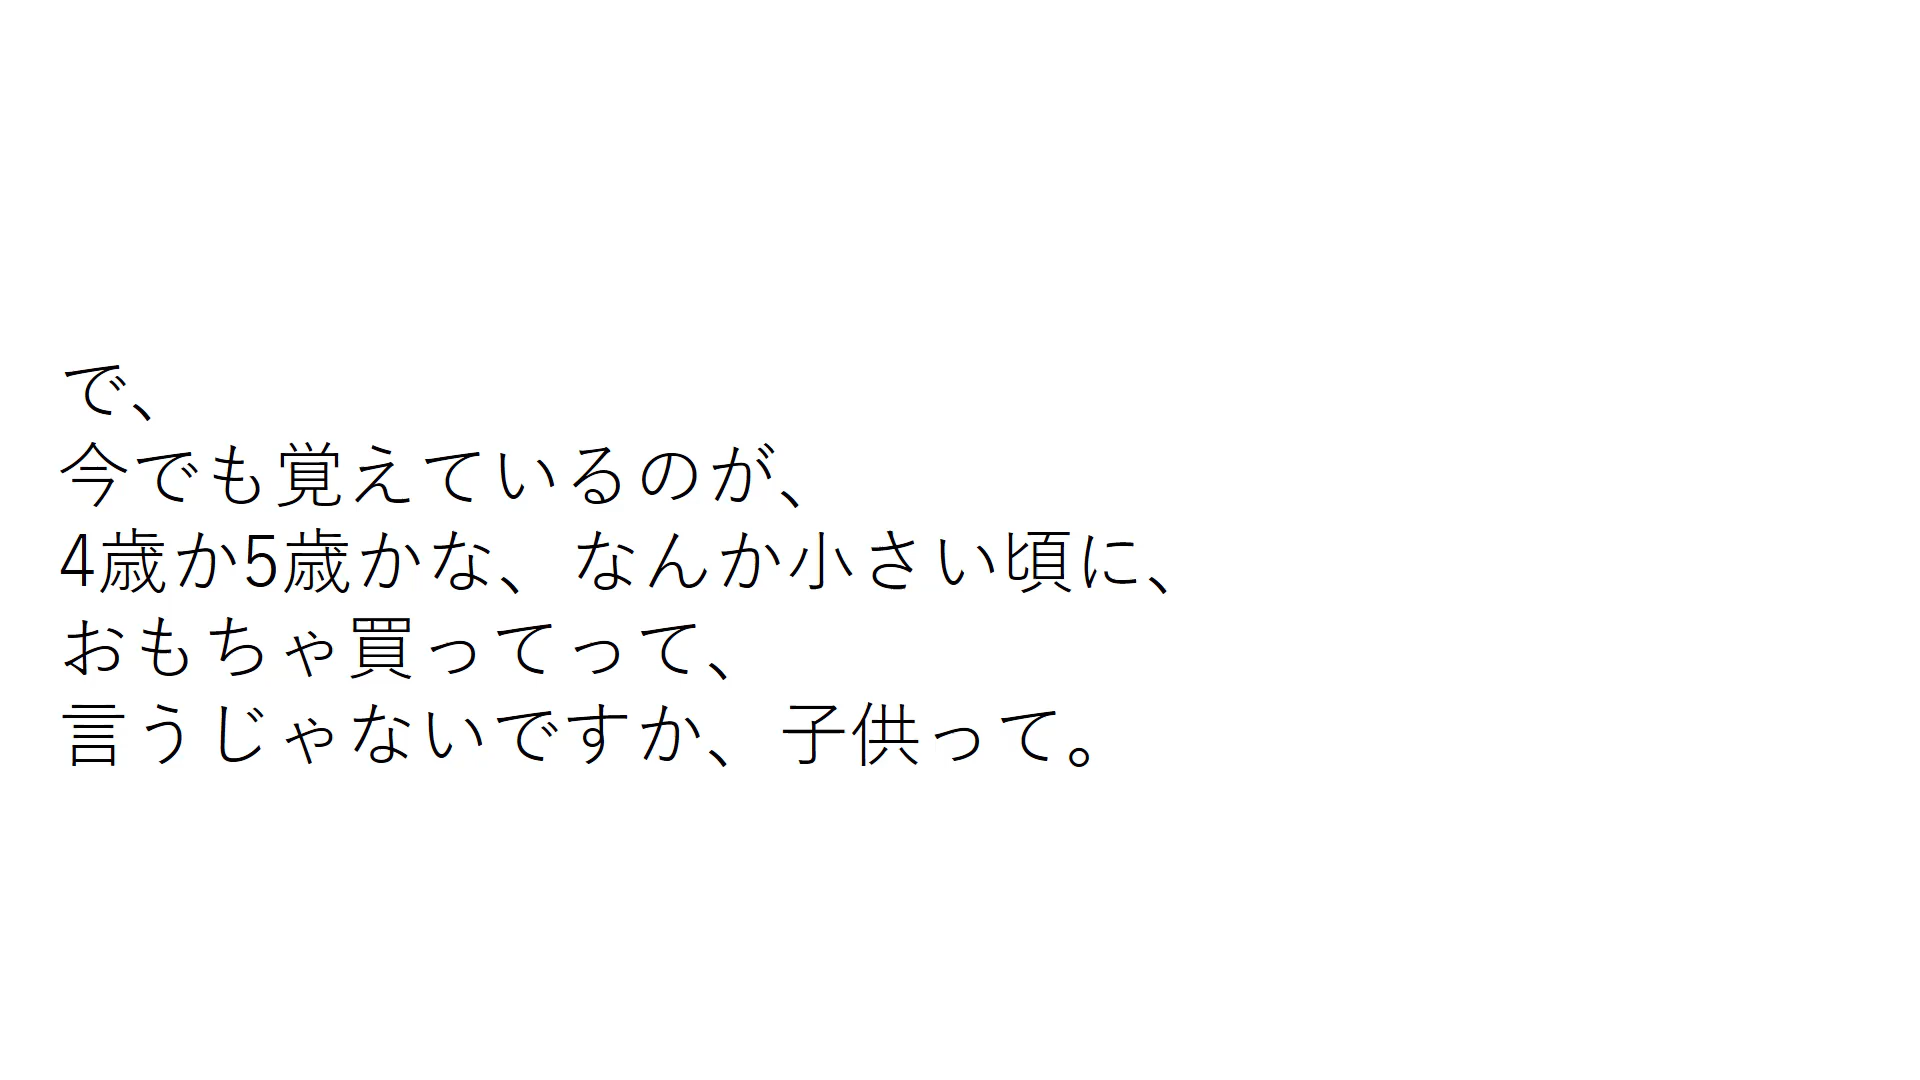 で、
今でも覚えているのが、
4歳か5歳かな、なんか小さい頃に、
おもちゃ買ってって、
言うじゃないですか、子供って。